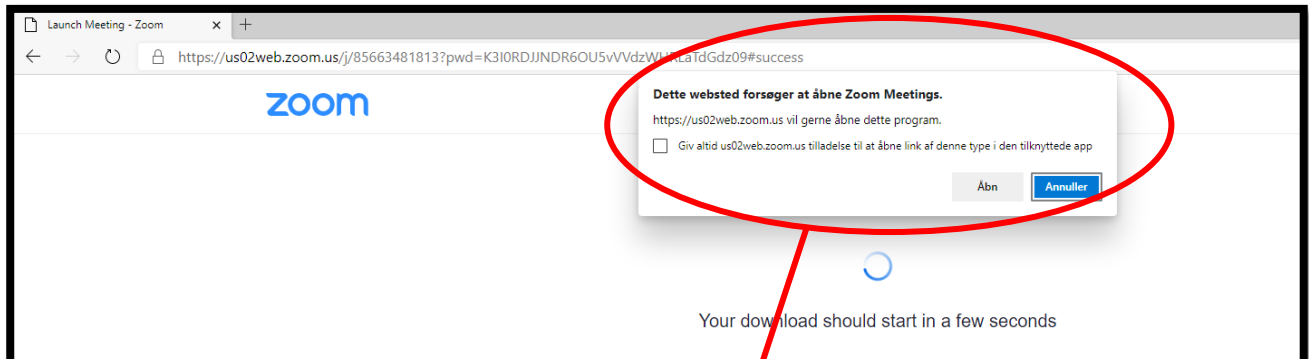 Launch Meeting - Zoom
https://us02web.zoom.us/j/85663481813?pwd=K3I0RDJJNDR6OU5vVVdzWHRLaTdGdz09#success
zoom
Dette websted forsøger at åbne Zoom Meetings.
https://us02web.zoom.us vil gerne åbne dette program.
Giv altid us02web.zoom.us tilladelse til at åbne link af denne type i den tilknyttede app
Åbn Annuller
Your download should start in a few seconds